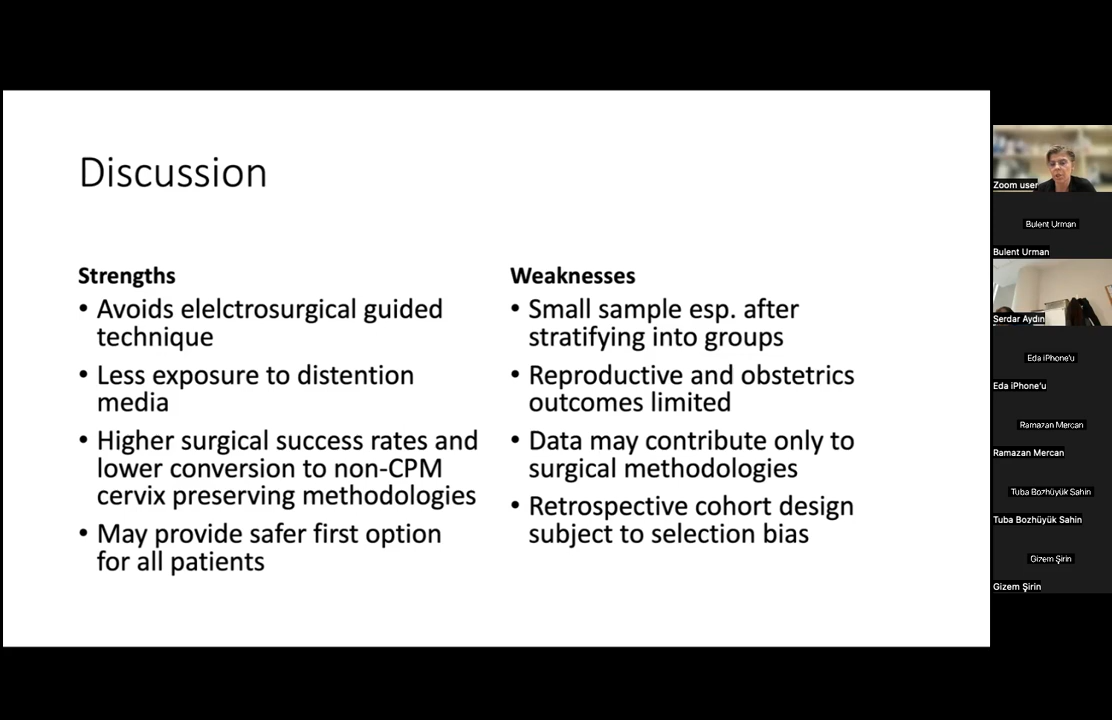 Discussion
Strengths
• Avoids elelctrosurgical guided
technique
• Less exposure to distention
media
• Higher surgical success rates and
lower conversion to non-CPM
cervix preserving methodologies
• May provide safer first option
for all patients
Weaknesses
• Small sample esp. after
stratifying into groups
• Reproductive and obstetrics
outcomes limited
• Data may contribute only to
surgical methodologies
• Retrospective cohort design
subject to selection bias
Zoom user
Bulent Urman
Bulent Urman
Serdar Aydın
Eda iPhone'u
Eda iPhone'u
Ramazan Mercan
Ramazan Mercan
Tuba Bozhüyük Sahin
Tuba Bozhüyük Sahin
Gizem Şirin
Gizem Şirin